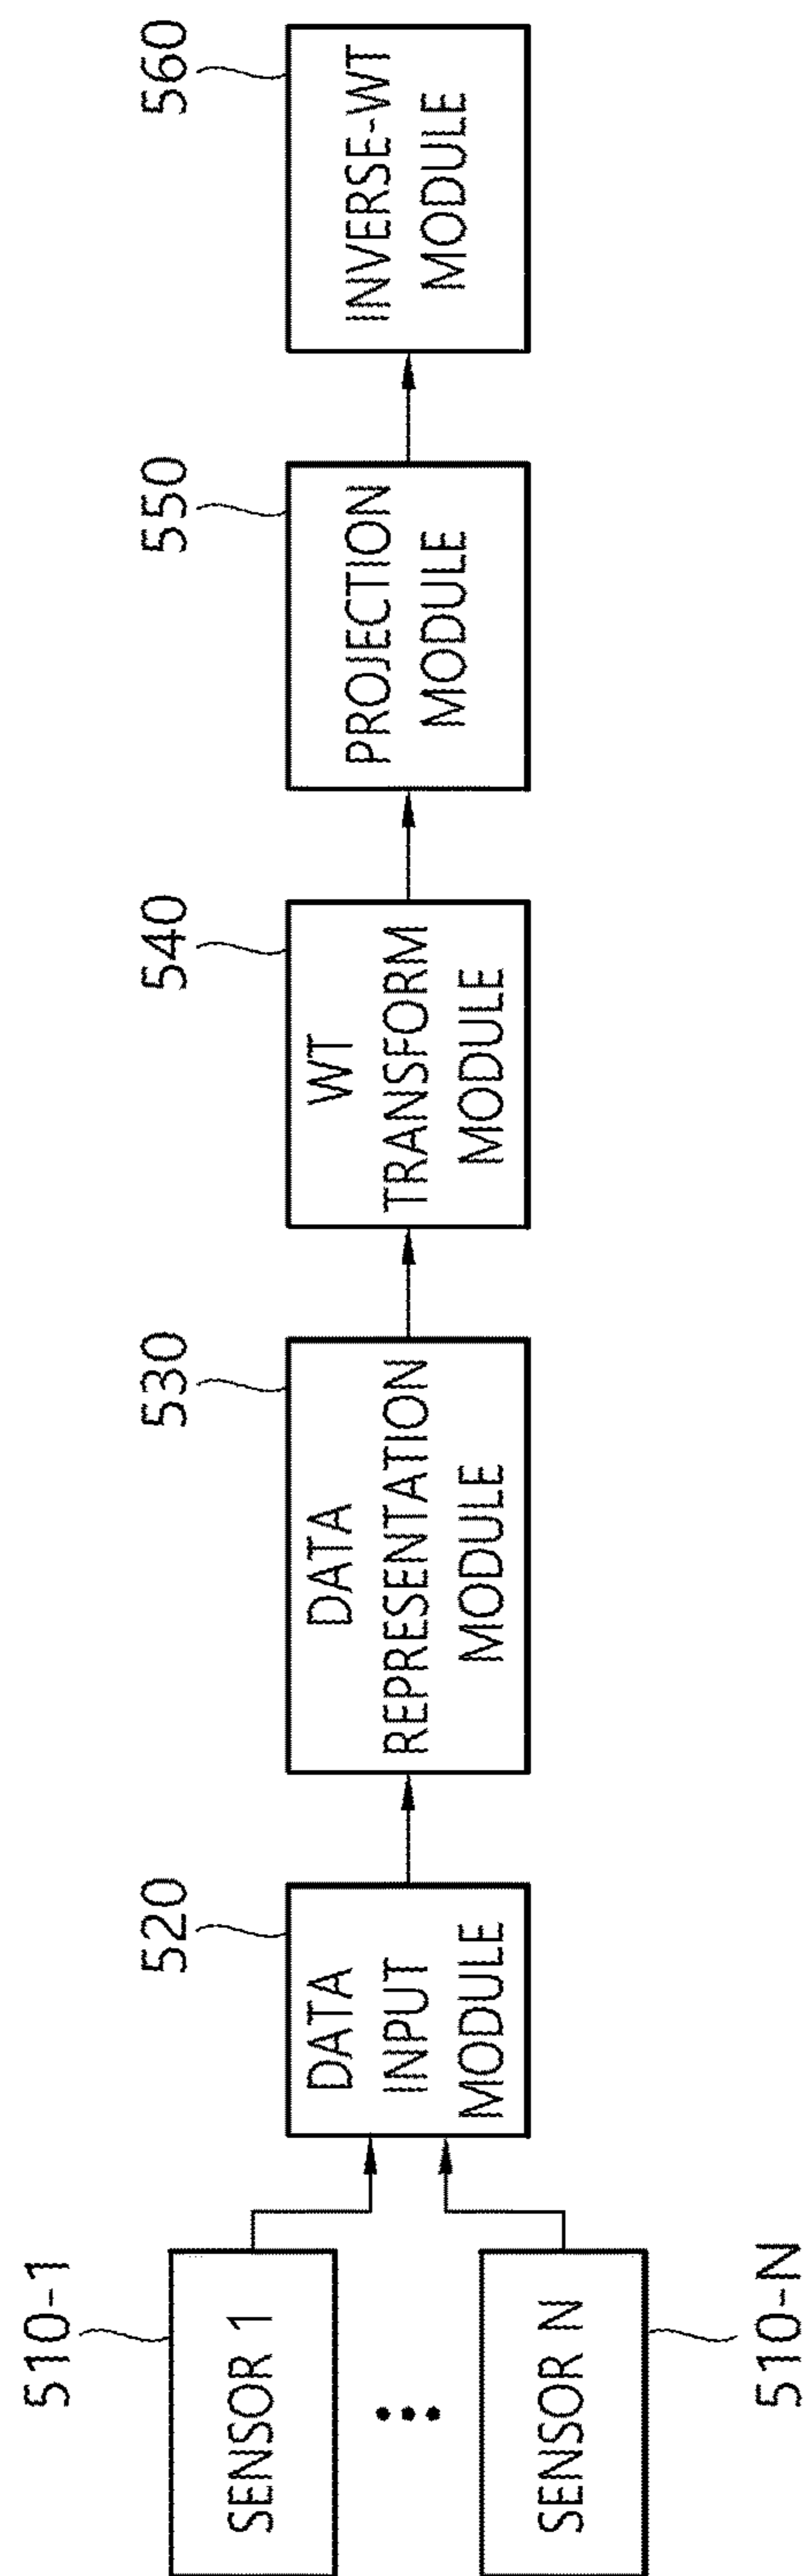 510-1
SENSOR 1
SENSOR N
510-N
520
DATA
INPUT
MODULE
530
DATA
REPRESENTATION
MODULE
540
WT
TRANSFORM
MODULE
550
PROJECTION
MODULE
560
INVERSE-WT
MODULE